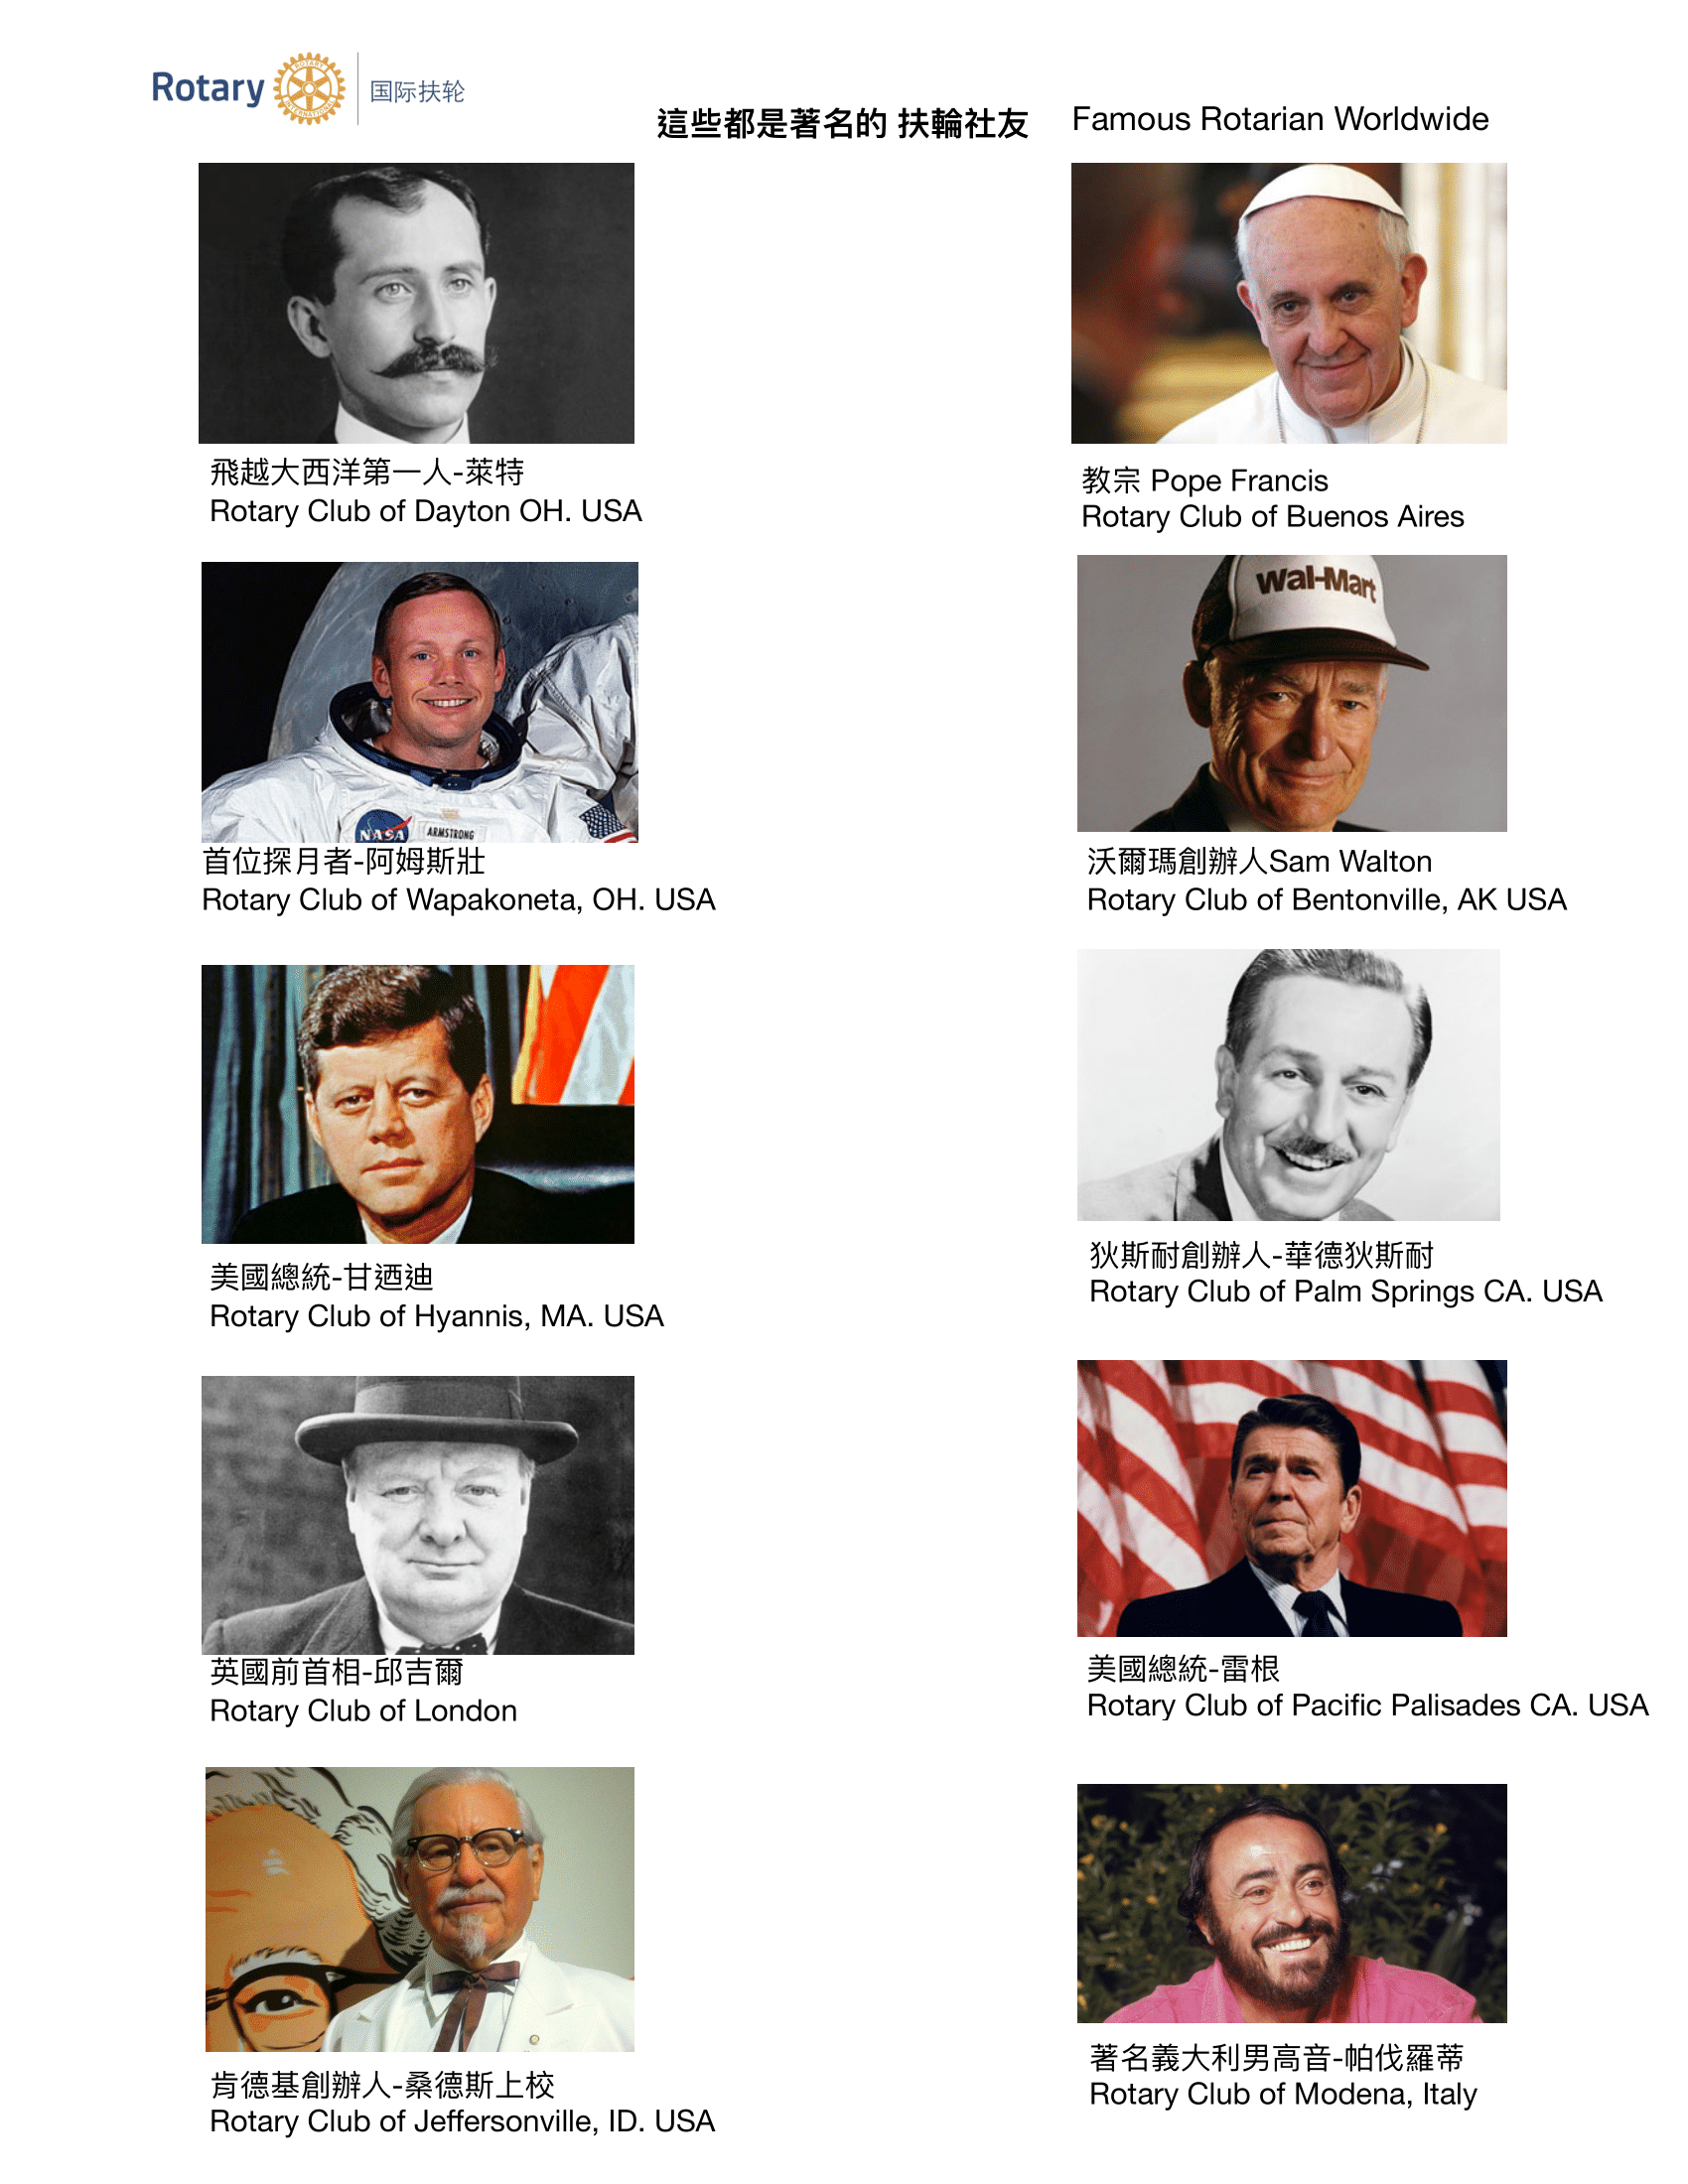 Rotary
ROTARY
INTERNATIONAL
国际扶轮
這些都是著名的 扶輪社友
Famous Rotarian Worldwide
飛越大西洋第一人-萊特
Rotary Club of Dayton OH. USA
教宗 Pope Francis
Rotary Club of Buenos Aires
NASA
ARMSTRONG
首位探月者-阿姆斯壯
Rotary Club of Wapakoneta, OH. USA
Wal-Mart
沃爾瑪創辦人Sam Walton
Rotary Club of Bentonville, AK USA
美國總統-甘迺迪
Rotary Club of Hyannis, MA. USA
狄斯耐創辦人-華德狄斯耐
Rotary Club of Palm Springs CA. USA
英國前首相-邱吉爾
Rotary Club of London
美國總統-雷根
Rotary Club of Pacific Palisades CA. USA
肯德基創辦人-桑德斯上校
Rotary Club of Jeffersonville, ID. USA
著名義大利男高音-帕伐羅蒂
Rotary Club of Modena, Italy